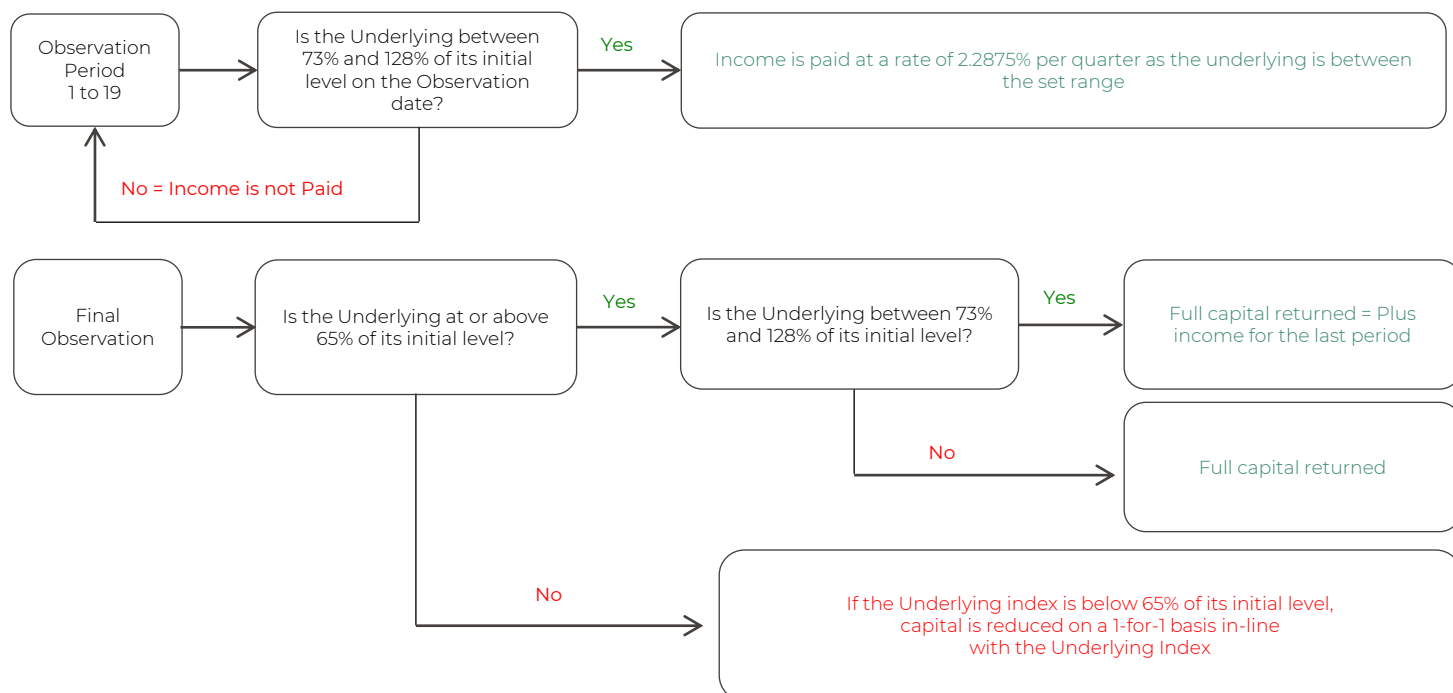 Observation
Period
1 to 19
Is the Underlying between
73% and 128% of its initial
level on the Observation
date?
Yes
Income is paid at a rate of 2.2875% per quarter as the underlying is between
the set range
No = Income is not Paid
Final
Observation
Is the Underlying at or above
65% of its initial level?
Yes
Is the Underlying between 73%
and 128% of its initial level?
Yes
Full capital returned = Plus
income for the last period
No
Full capital returned
No
If the Underlying index is below 65% of its initial level,
capital is reduced on a 1-for-1 basis in-line
with the Underlying Index